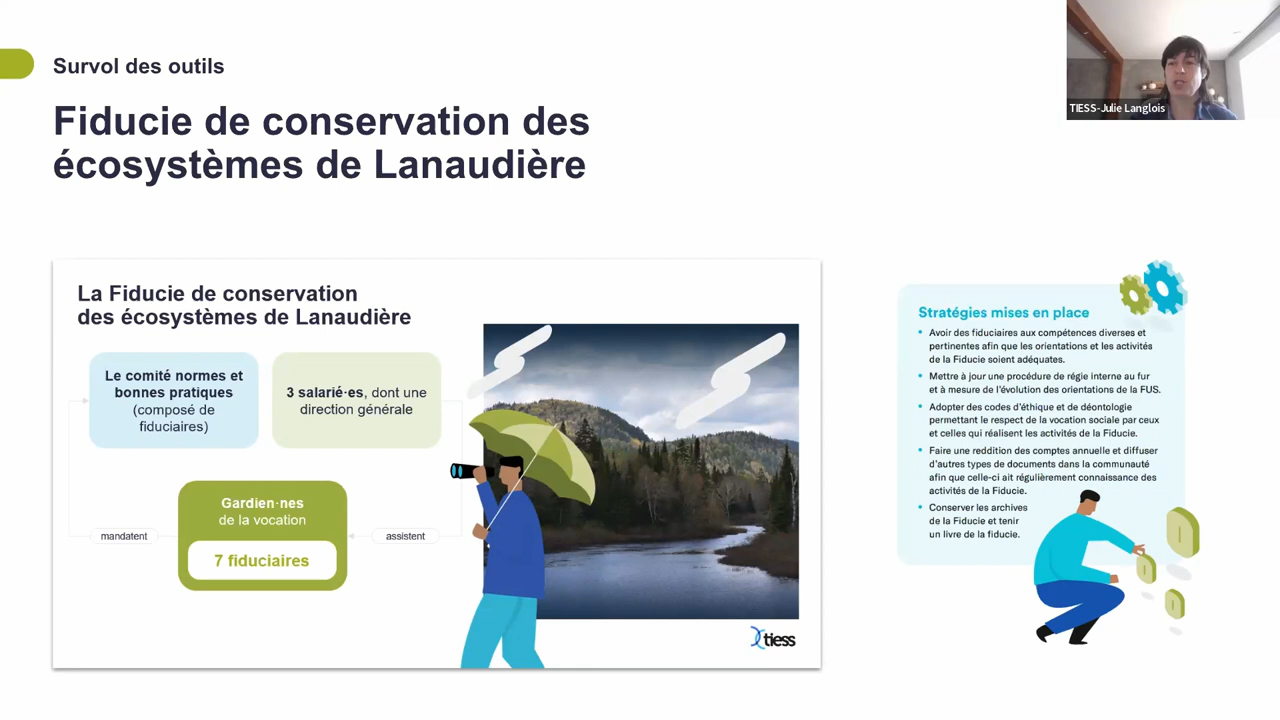 Survol des outils
Fiducie de conservation des
écosystèmes de Lanaudière
TIESS-Julie Langlois
La Fiducie de conservation
des écosystèmes de Lanaudière
Le comité normes et
bonnes pratiques
(composé de
fiduciaires)
3 salarié·es, dont une
direction générale
Gardien·nes
de la vocation
7 fiduciaires
mandatent
assistent
tiess
Stratégies mises en place
• Avoir des fiduciaires aux compétences diverses et
pertinentes afin que les orientations et les activités
de la Fiducie soient adéquates.
• Mettre à jour une procédure de régie interne au fur
et à mesure de l'évolution des orientations de la FUS.
• Adopter des codes d'éthique et de déontologie
permettant le respect de la vocation sociale par ceux
et celles qui réalisent les activités de la Fiducie.
• Faire une reddition des comptes annuelle et diffuser
d'autres types de documents dans la communauté
afin que celle-ci ait régulièrement connaissance des
activités de la Fiducie.
• Conserver les archives
de la Fiducie et tenir
un livre de la fiducie.